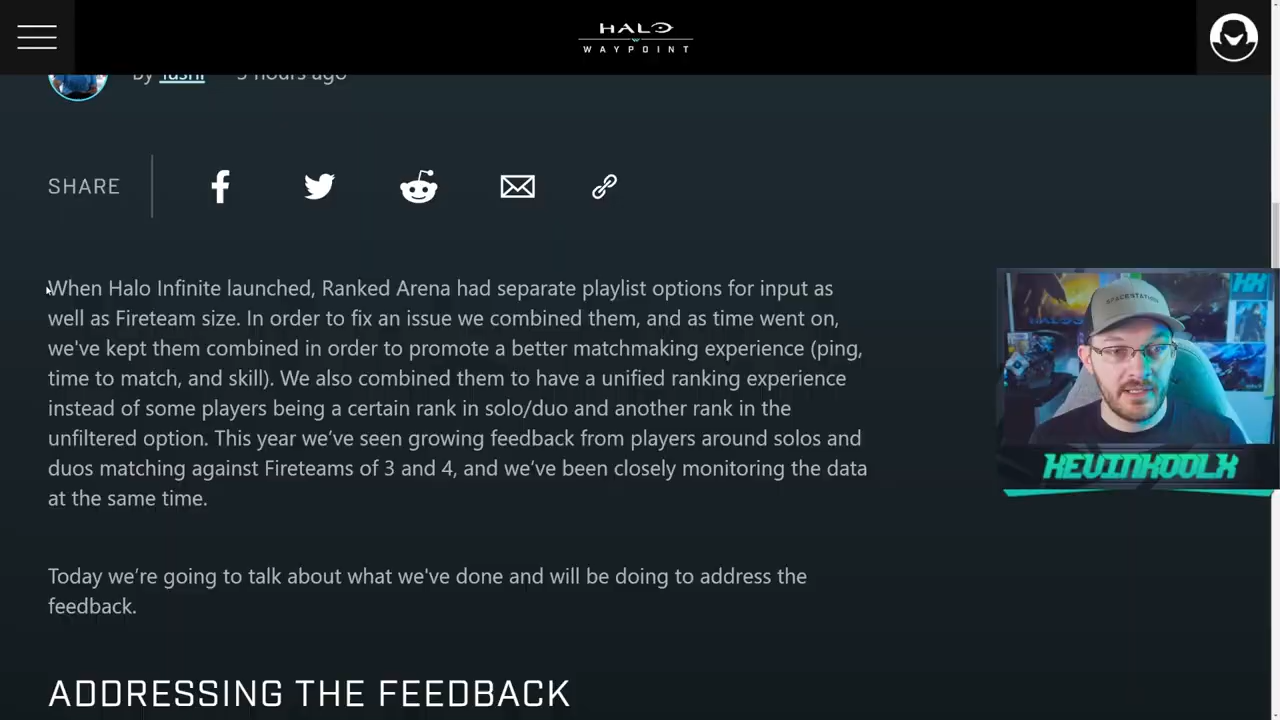 HALO
WAYPOINT
By Tashi 5 hours ago
SHARE
When Halo Infinite launched, Ranked Arena had separate playlist options for input as
well as Fireteam size. In order to fix an issue we combined them, and as time went on,
we've kept them combined in order to promote a better matchmaking experience (ping,
time to match, and skill). We also combined them to have a unified ranking experience
instead of some players being a certain rank in solo/duo and another rank in the
unfiltered option. This year we've seen growing feedback from players around solos and
duos matching against Fireteams of 3 and 4, and we've been closely monitoring the data
at the same time.
Today we're going to talk about what we've done and will be doing to address the
feedback.
ADDRESSING THE FEEDBACK
SPACESTATION
KEVINKOOLX